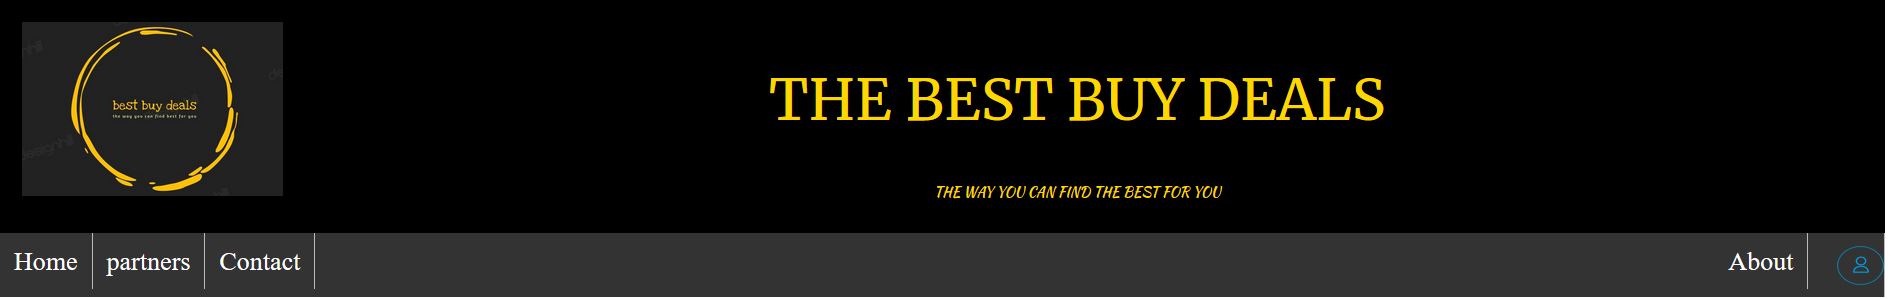 best buy deals
the way you can find best for you
THE BEST BUY DEALS
THE WAY YOU CAN FIND THE BEST FOR YOU
Home partners Contact About